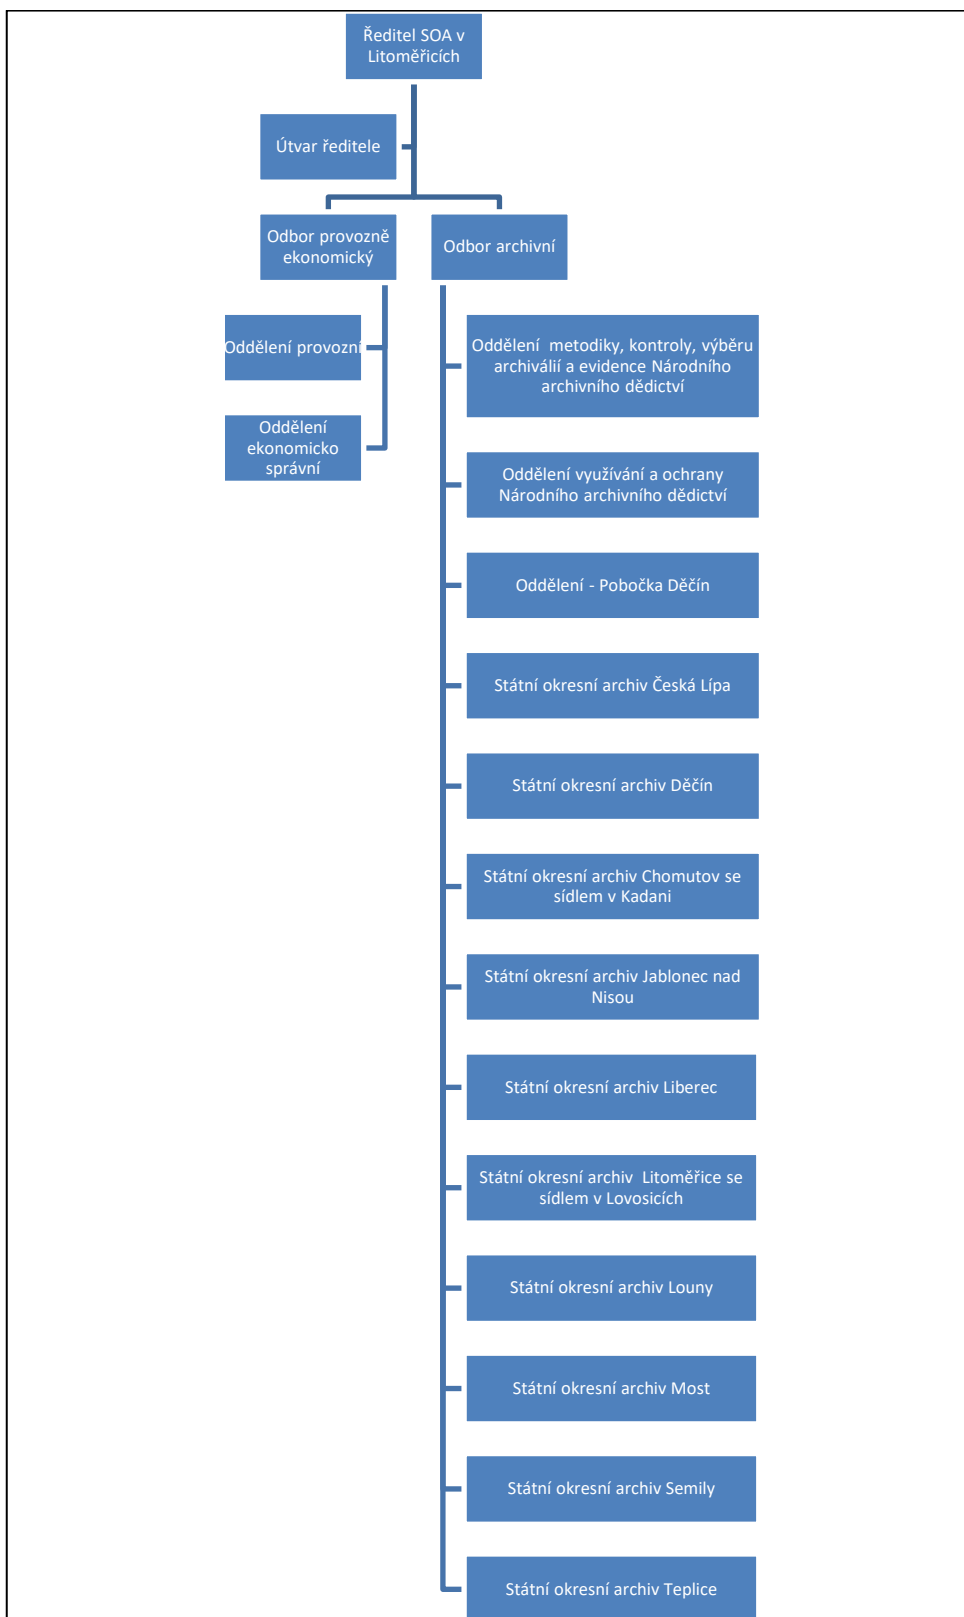 Ředitel SOA v
Litoměřicích
Útvar ředitele
Odbor provozně
ekonomický
Odbor archivní
Oddělení provozní
Oddělení
ekonomicko
správní
Oddělení  metodiky, kontroly, výběru
archiválií a evidence Národního
archivního dědictví
Oddělení využívání a ochrany
Národního archivního dědictví
Oddělení - Pobočka Děčín
Státní okresní archiv Česká Lípa
Státní okresní archiv Děčín
Státní okresní archiv Chomutov se
sídlem v Kadani
Státní okresní archiv Jablonec nad
Nisou
Státní okresní archiv Liberec
Státní okresní archiv  Litoměřice se
sídlem v Lovosicích
Státní okresní archiv Louny
Státní okresní archiv Most
Státní okresní archiv Semily
Státní okresní archiv Teplice